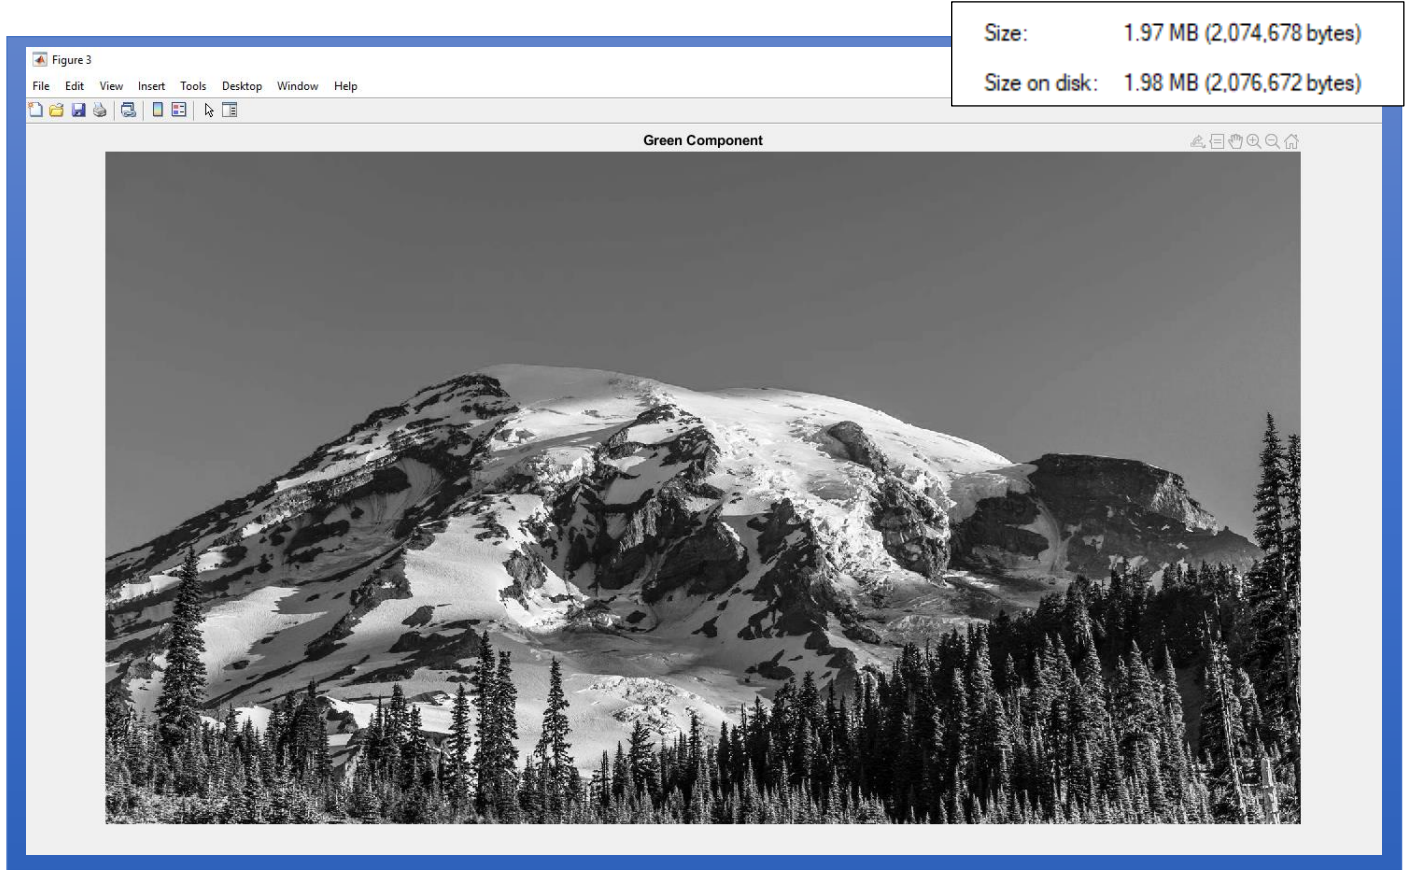 Size: 1.97 MB (2,074,678 bytes)
Size on disk: 1.98 MB (2,076,672 bytes)
Figure 3
File Edit View Insert Tools Desktop Window Help
Green Component